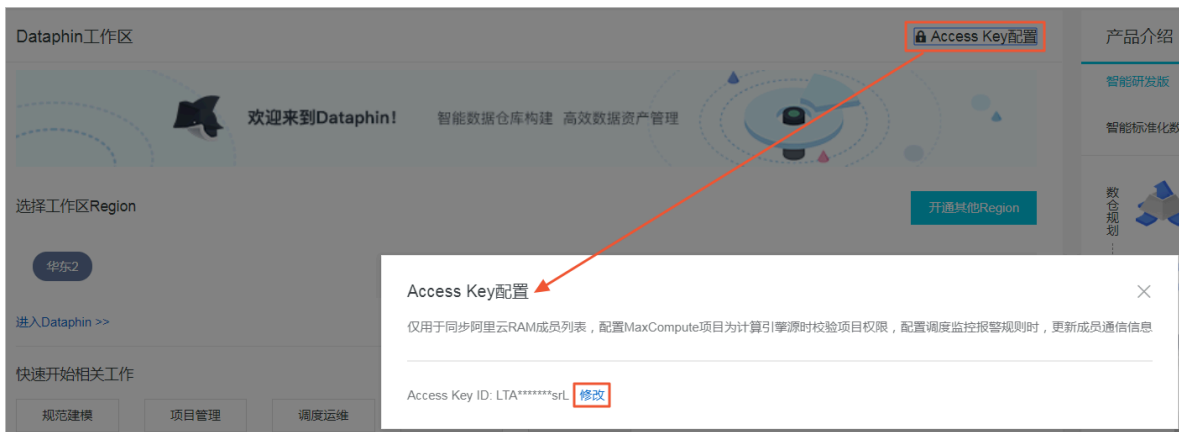 Dataphin工作区
Access Key配置
产品介绍
智能研发版
欢迎来到Dataphin!
智能数据仓库构建 高效数据资产管理
智能标准化数
选择工作区Region
开通其他Region
数仓规划
华东2
Access Key配置
仅用于同步阿里云RAM成员列表，配置MaxCompute项目为计算引擎源时校验项目权限，配置调度监控报警规则时，更新成员通信信息
进入Dataphin >>
快速开始相关工作
Access Key ID: LTA*******srL 修改
规范建模
项目管理
调度运维